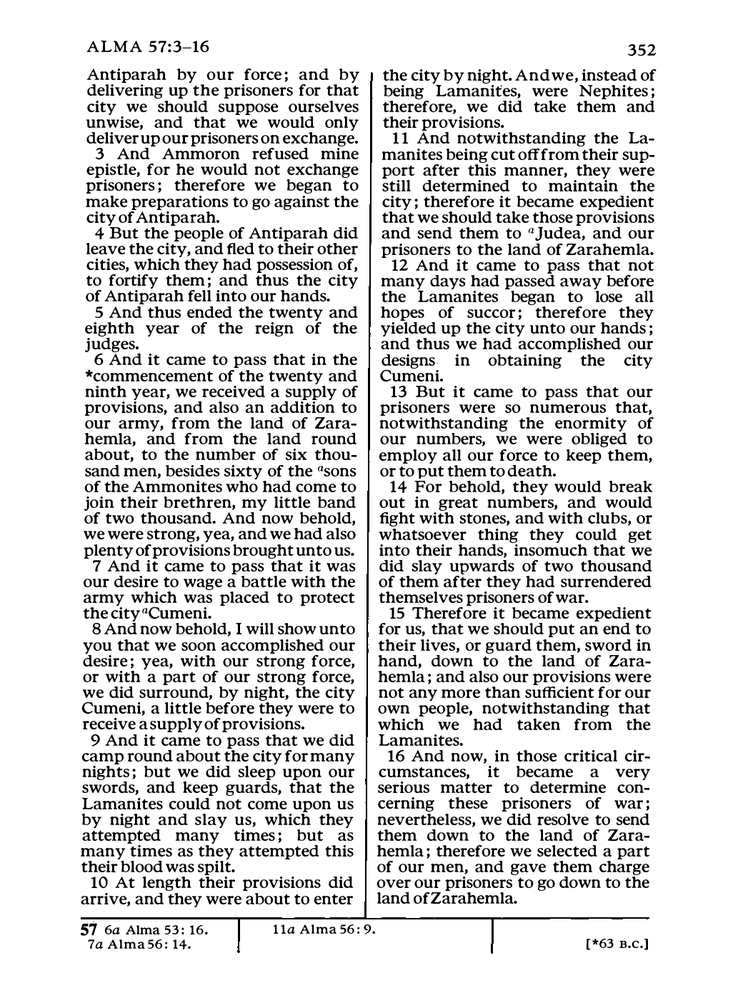 ALMA 57:3–16
352
Antiparah by our force; and by
delivering up the prisoners for that
city we should suppose ourselves
unwise, and that we would only
deliver up our prisoners on exchange.
3 And Ammoron refused mine
epistle, for he would not exchange
prisoners; therefore we began to
make preparations to go against the
city of Antiparah.
4 But the people of Antiparah did
leave the city, and fled to their other
cities, which they had possession of,
to fortify them; and thus the city
of Antiparah fell into our hands.
5 And thus ended the twenty and
eighth year of the reign of the
judges.
6 And it came to pass that in the
*commencement of the twenty and
ninth year, we received a supply of
provisions, and also an addition to
our army, from the land of Zara-
hemla, and from the land round
about, to the number of six thou-
sand men, besides sixty of the asons
of the Ammonites who had come to
join their brethren, my little band
of two thousand. And now behold,
we were strong, yea, and we had also
plenty of provisions brought unto us.
7 And it came to pass that it was
our desire to wage a battle with the
army which was placed to protect
the city aCumeni.
8 And now behold, I will show unto
you that we soon accomplished our
desire; yea, with our strong force,
or with a part of our strong force,
we did surround, by night, the city
Cumeni, a little before they were to
receive a supply of provisions.
9 And it came to pass that we did
camp round about the city for many
nights; but we did sleep upon our
swords, and keep guards, that the
Lamanites could not come upon us
by night and slay us, which they
attempted many times; but as
many times as they attempted this
their blood was spilt.
10 At length their provisions did
arrive, and they were about to enter
the city by night. And we, instead of
being Lamanites, were Nephites;
therefore, we did take them and
their provisions.
11 And notwithstanding the La-
manites being cut off from their sup-
port after this manner, they were
still determined to maintain the
city; therefore it became expedient
that we should take those provisions
and send them to aJudea, and our
prisoners to the land of Zarahemla.
12 And it came to pass that not
many days had passed away before
the Lamanites began to lose all
hopes of succor; therefore they
yielded up the city unto our hands;
and thus we had accomplished our
designs in obtaining the city
Cumeni.
13 But it came to pass that our
prisoners were so numerous that,
notwithstanding the enormity of
our numbers, we were obliged to
employ all our force to keep them,
or to put them to death.
14 For behold, they would break
out in great numbers, and would
fight with stones, and with clubs, or
whatsoever thing they could get
into their hands, insomuch that we
did slay upwards of two thousand
of them after they had surrendered
themselves prisoners of war.
15 Therefore it became expedient
for us, that we should put an end to
their lives, or guard them, sword in
hand, down to the land of Zara-
hemla; and also our provisions were
not any more than sufficient for our
own people, notwithstanding that
which we had taken from the
Lamanites.
16 And now, in those critical cir-
cumstances, it became a very
serious matter to determine con-
cerning these prisoners of war;
nevertheless, we did resolve to send
them down to the land of Zara-
hemla; therefore we selected a part
of our men, and gave them charge
over our prisoners to go down to the
land of Zarahemla.
57 6a Alma 53: 16.
7a Alma 56: 14.
11a Alma 56: 9.
[*63 B.C.]